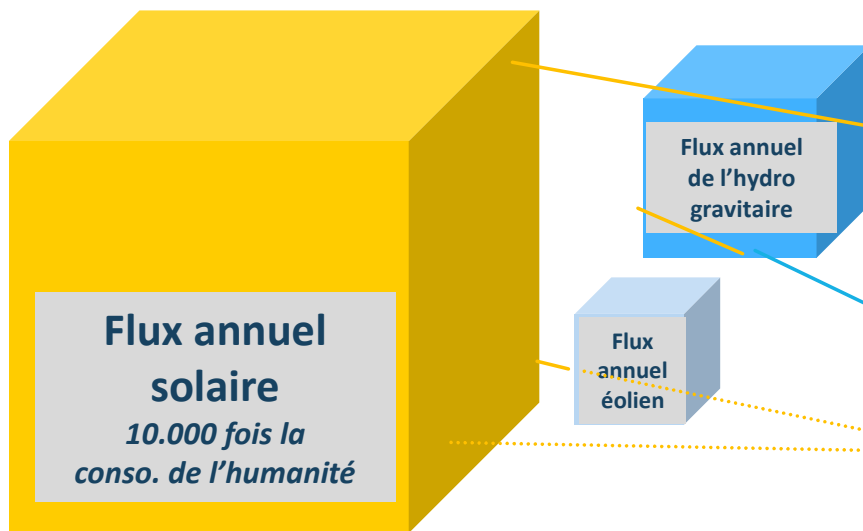 Flux annuel
solaire
10.000 fois la
conso. de l’humanité
Flux annuel
de l’hydro
gravitaire
Flux
annuel
éolien